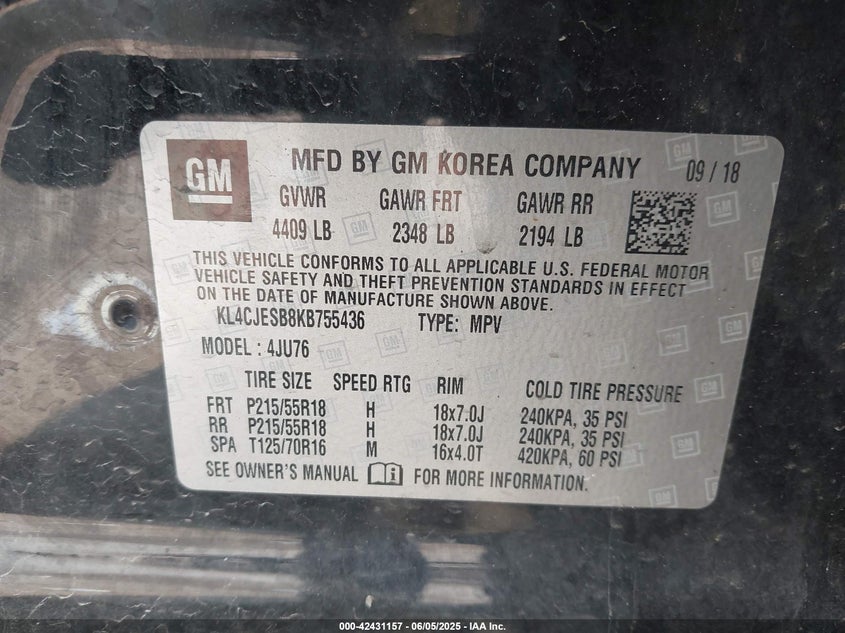 GM MFD BY GM KOREA COMPANY 09 / 18
GVWR GAWR FRT GAWR RR
4409 LB 2348 LB 2194 LB
THIS VEHICLE CONFORMS TO ALL APPLICABLE U.S. FEDERAL MOTOR
VEHICLE SAFETY AND THEFT PREVENTION STANDARDS IN EFFECT
ON THE DATE OF MANUFACTURE SHOWN ABOVE.
KL4CJESB8KB755436 TYPE: MPV
MODEL : 4JU76
TIRE SIZE SPEED RTG RIM COLD TIRE PRESSURE
FRT P215/55R18 H 18x7.0J 240KPA, 35 PSI
RR P215/55R18 H 18x7.0J 240KPA, 35 PSI
SPA T125/70R16 M 16x4.0T 420KPA, 60 PSI
SEE OWNER'S MANUAL FOR MORE INFORMATION.
000-42431157 - 06/05/2025 - IAA Inc.